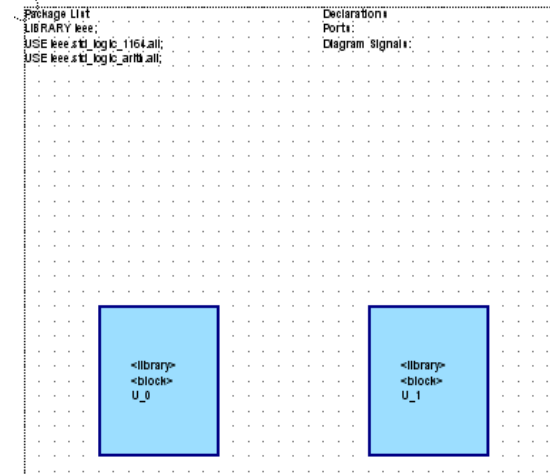 Package List
LIBRARY ieee;
USE ieee.std_logic_1164.all;
USE ieee.std_logic_arith.all;
Declarations
Ports:
Diagram Signals:
<library>
<block>
U_0
<library>
<block>
U_1